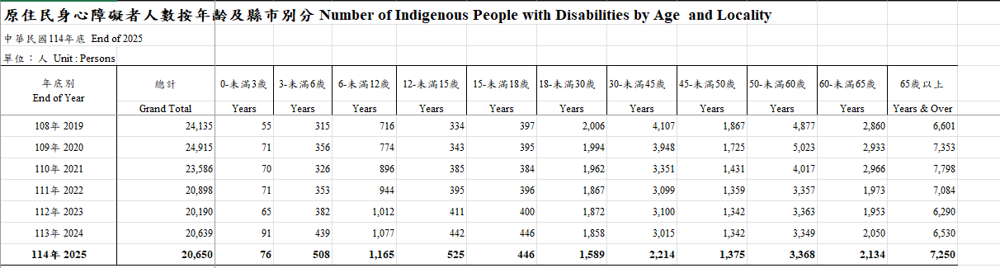 原住民身心障礙者人數按年齡及縣市別分 Number of Indigenous People with Disabilities by Age and Locality
中華民國114年底 End of 2025
單位：人 Unit : Persons
年底別 總計 0-未滿3歲 3-未滿6歲 6-未滿12歲 12-未滿15歲 15-未滿18歲 18-未滿30歲 30-未滿45歲 45-未滿50歲 50-未滿60歲 60-未滿65歲 65歲以上
End of Year Grand Total Years Years Years Years Years Years Years Years Years Years Years & Over
108年 2019 24,135 55 315 716 334 397 2,006 4,107 1,867 4,877 2,860 6,601
109年 2020 24,915 71 356 774 343 395 1,994 3,948 1,725 5,023 2,933 7,353
110年 2021 23,586 70 326 896 385 384 1,962 3,351 1,431 4,017 2,966 7,798
111年 2022 20,898 71 353 944 395 396 1,867 3,099 1,359 3,357 1,973 7,084
112年 2023 20,190 65 382 1,012 411 400 1,872 3,100 1,342 3,363 1,953 6,290
113年 2024 20,639 91 439 1,077 442 446 1,858 3,015 1,342 3,349 2,050 6,530
114年 2025 20,650 76 508 1,165 525 446 1,589 2,214 1,375 3,368 2,134 7,250